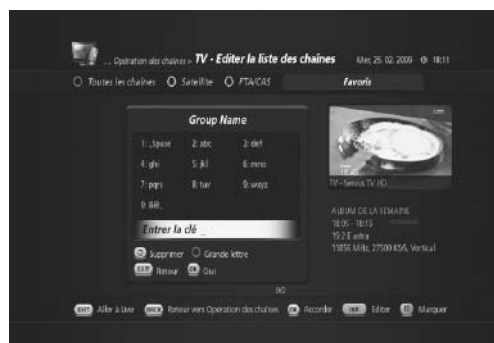 ... Opération des chaînes > TV - Editer la liste des chaînes
Mer, 25. 02. 2009 18:11
Toutes les chaînes Satellite FTA/CAS Favoris
Group Name
1: ,Space 2: abc 3: def
4: ghi 5: jkl 6: mno
7: pqrs 8: tuv 9: wxyz
Entrer la clé _
Supprimer Grande lettre
EXIT Retour OK Oui
TV - Servus TV HD
ALBUM DE LA SEMAINE
18:05 - 18:15
19.2 E astra
MHz, 27500 KS/s, Vertical
0/0
EXIT Aller à Live BACK Retour vers Opération des chaînes OK Accorder OPT Editer Marquer